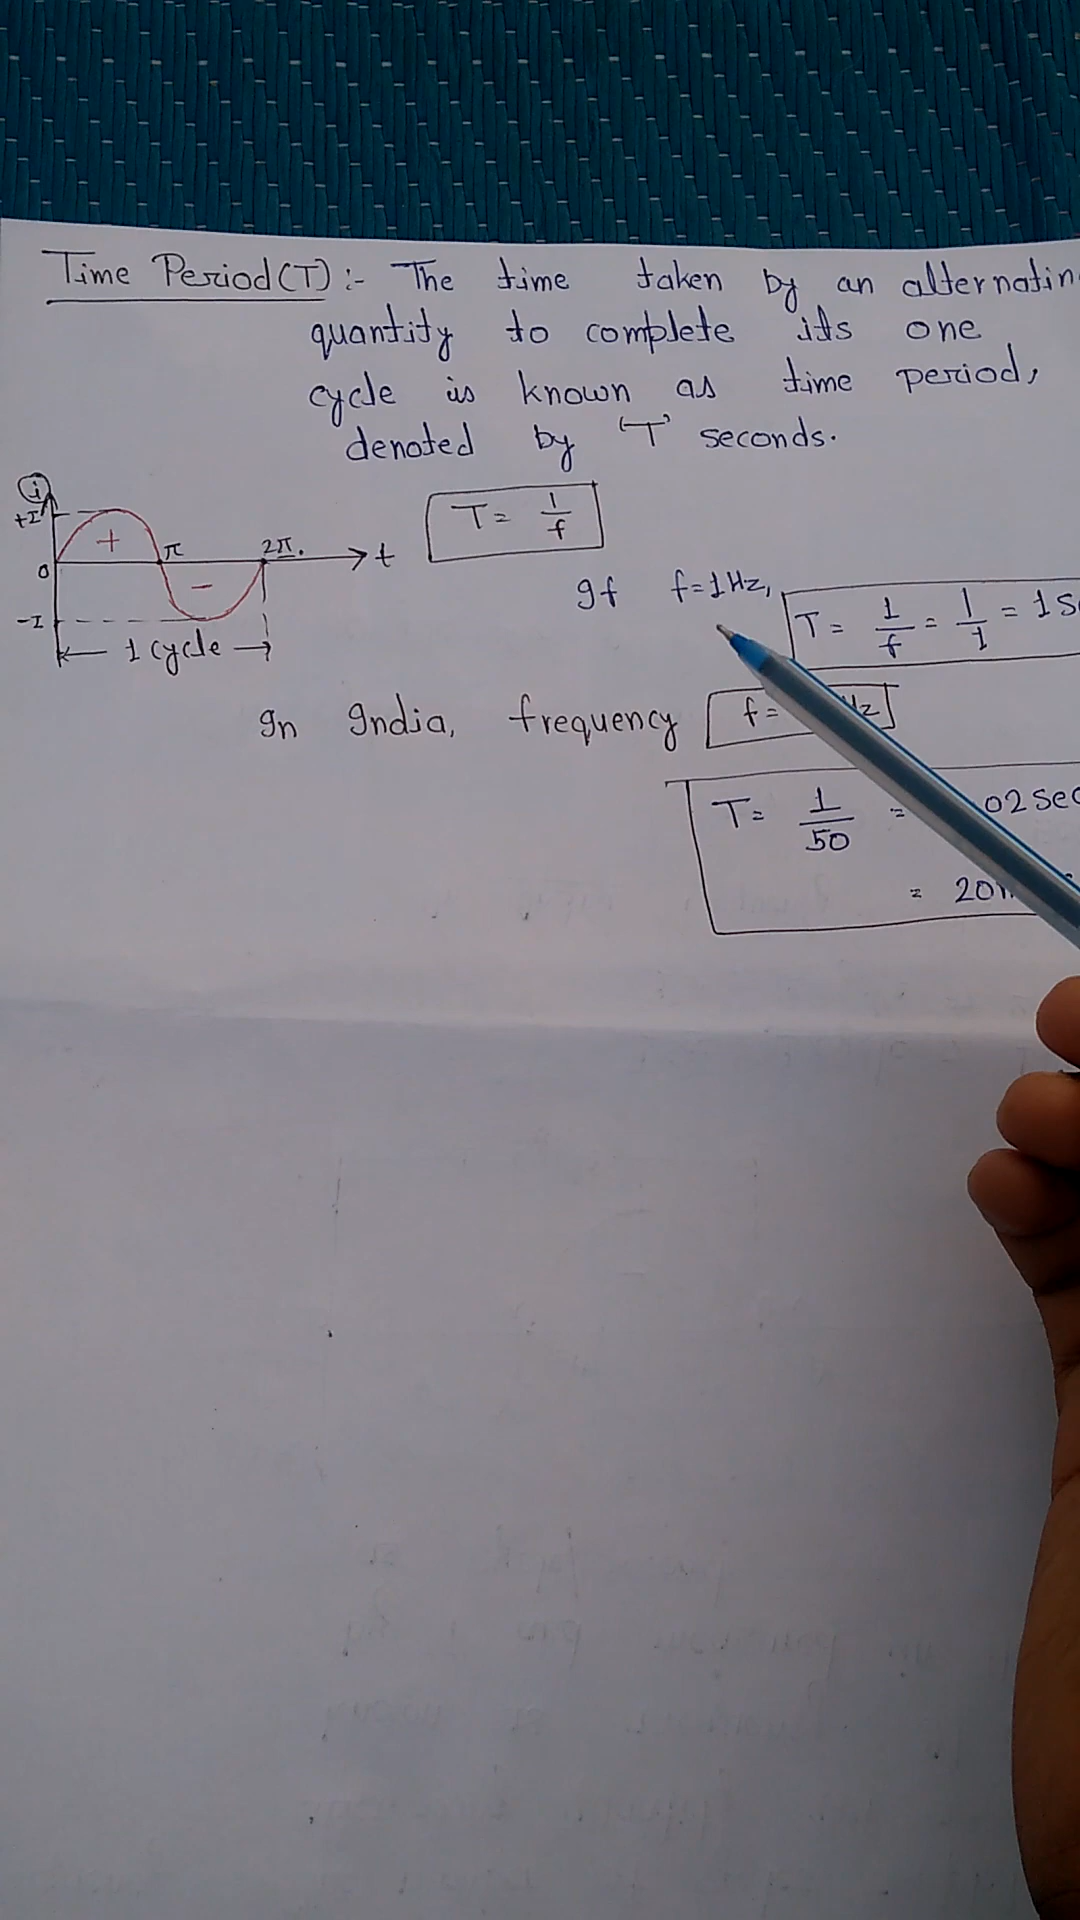 Time Period (T) :- The time taken by an alternatin
quantity to complete its one
cycle is known as time period,
denoted by 'T' seconds.
i
+I
+
π
2π.
t
0
-
-I
1 cycle
T = 1/f
If f=1Hz,
T = 1/f = 1/1 = 1 S
In India, frequency f= Hz
T = 1/50 = 02 Sec
= 20